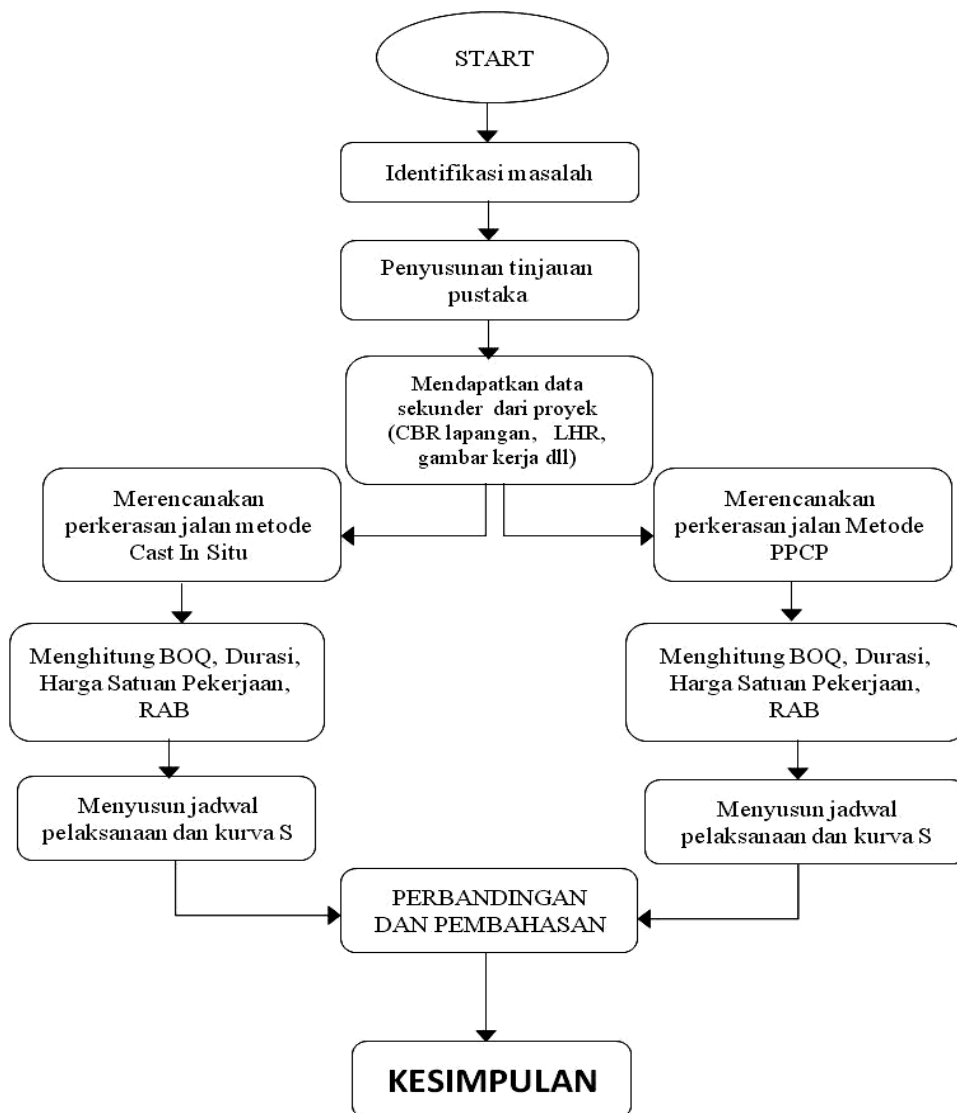 START
Identifikasi masalah
Penyusunan tinjauan
pustaka
Mendapatkan data
sekunder dari proyek
(CBR lapangan, LHR,
gambar kerja dll)
Merencanakan
perkerasan jalan metode
Cast In Situ
Merencanakan
perkerasan jalan Metode
PPCP
Menghitung BOQ, Durasi,
Harga Satuan Pekerjaan,
RAB
Menghitung BOQ, Durasi,
Harga Satuan Pekerjaan,
RAB
Menyusun jadwal
pelaksanaan dan kurva S
Menyusun jadwal
pelaksanaan dan kurva S
PERBANDINGAN
DAN PEMBAHASAN
KESIMPULAN